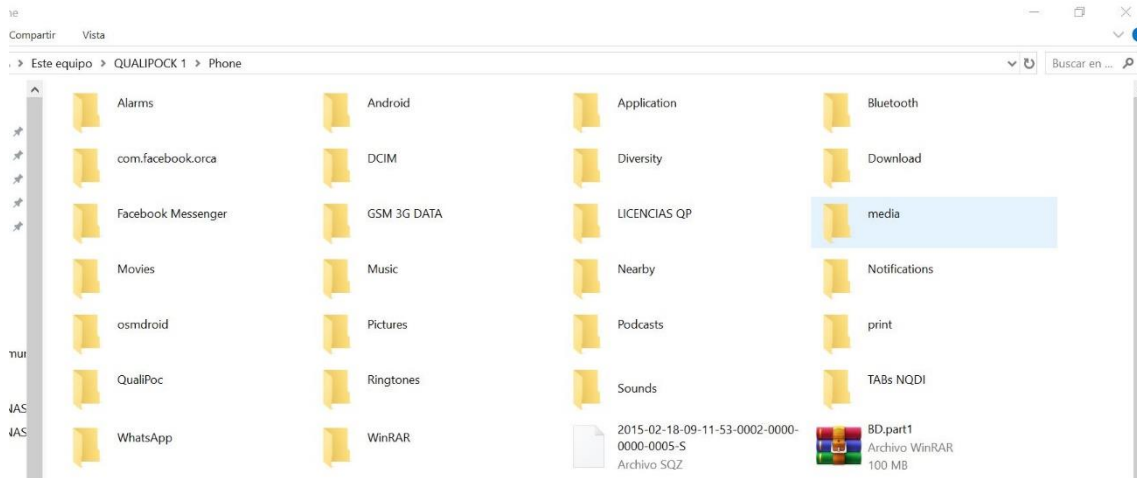 Compartir Vista
Este equipo > QUALIPOCK 1 > Phone
Buscar en ...
Alarms
Android
Application
Bluetooth
com.facebook.orca
DCIM
Diversity
Download
Facebook Messenger
GSM 3G DATA
LICENCIAS QP
media
Movies
Music
Nearby
Notifications
osmdroid
Pictures
Podcasts
print
QualiPoc
Ringtones
Sounds
TABs NQDI
WhatsApp
WinRAR
2015-02-18-09-11-53-0002-0000-
0000-0005-S
Archivo SQZ
BD.part1
Archivo WinRAR
100 MB